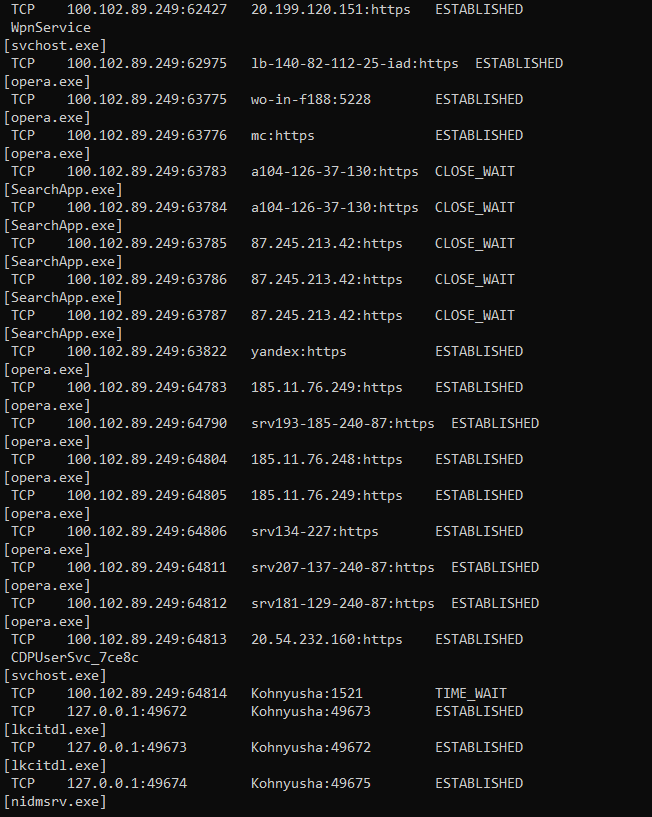 TCP    100.102.89.249:62427   20.199.120.151:https   ESTABLISHED
WpnService
[svchost.exe]
TCP    100.102.89.249:62975   lb-140-82-112-25-iad:https  ESTABLISHED
[opera.exe]
TCP    100.102.89.249:63775   wo-in-f188:5228        ESTABLISHED
[opera.exe]
TCP    100.102.89.249:63776   mc:https               ESTABLISHED
[opera.exe]
TCP    100.102.89.249:63783   a104-126-37-130:https  CLOSE_WAIT
[SearchApp.exe]
TCP    100.102.89.249:63784   a104-126-37-130:https  CLOSE_WAIT
[SearchApp.exe]
TCP    100.102.89.249:63785   87.245.213.42:https    CLOSE_WAIT
[SearchApp.exe]
TCP    100.102.89.249:63786   87.245.213.42:https    CLOSE_WAIT
[SearchApp.exe]
TCP    100.102.89.249:63787   87.245.213.42:https    CLOSE_WAIT
[SearchApp.exe]
TCP    100.102.89.249:63822   yandex:https           ESTABLISHED
[opera.exe]
TCP    100.102.89.249:64783   185.11.76.249:https    ESTABLISHED
[opera.exe]
TCP    100.102.89.249:64790   srv193-185-240-87:https  ESTABLISHED
[opera.exe]
TCP    100.102.89.249:64804   185.11.76.248:https    ESTABLISHED
[opera.exe]
TCP    100.102.89.249:64805   185.11.76.249:https    ESTABLISHED
[opera.exe]
TCP    100.102.89.249:64806   srv134-227:https       ESTABLISHED
[opera.exe]
TCP    100.102.89.249:64811   srv207-137-240-87:https  ESTABLISHED
[opera.exe]
TCP    100.102.89.249:64812   srv181-129-240-87:https  ESTABLISHED
[opera.exe]
TCP    100.102.89.249:64813   20.54.232.160:https    ESTABLISHED
CDPUserSvc_7ce8c
[svchost.exe]
TCP    100.102.89.249:64814   Kohnyusha:1521         TIME_WAIT
TCP    127.0.0.1:49672        Kohnyusha:49673        ESTABLISHED
[lkcitdl.exe]
TCP    127.0.0.1:49673        Kohnyusha:49672        ESTABLISHED
[lkcitdl.exe]
TCP    127.0.0.1:49674        Kohnyusha:49675        ESTABLISHED
[nidmsrv.exe]